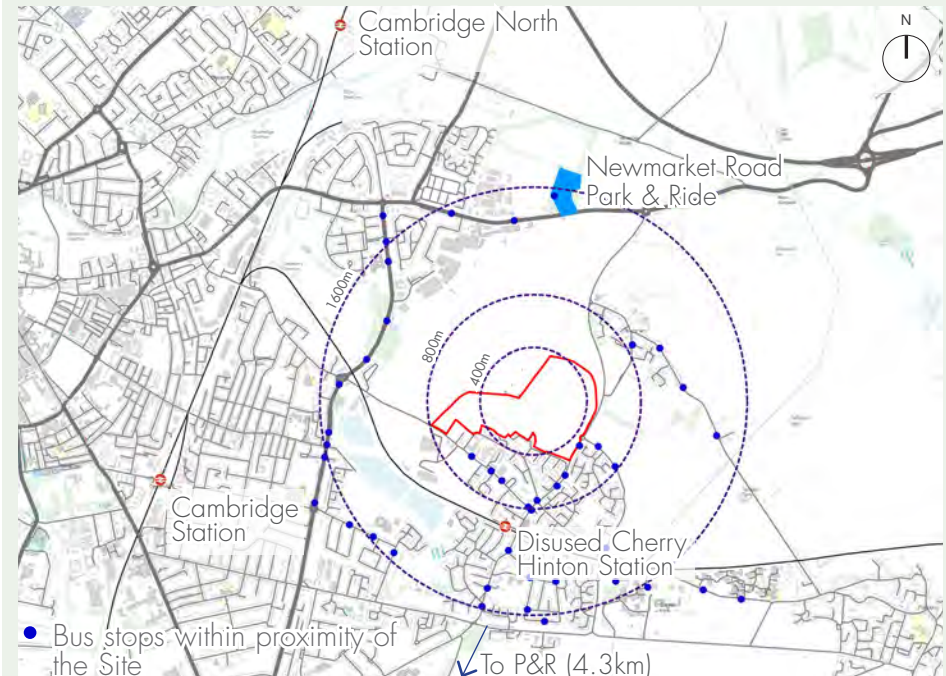 Cambridge North
Station
N
Newmarket Road
Park & Ride
1600m
800m
400m
Cambridge
Station
Disused Cherry
Hinton Station
Bus stops within proximity of
the Site
To P&R (4.3km)